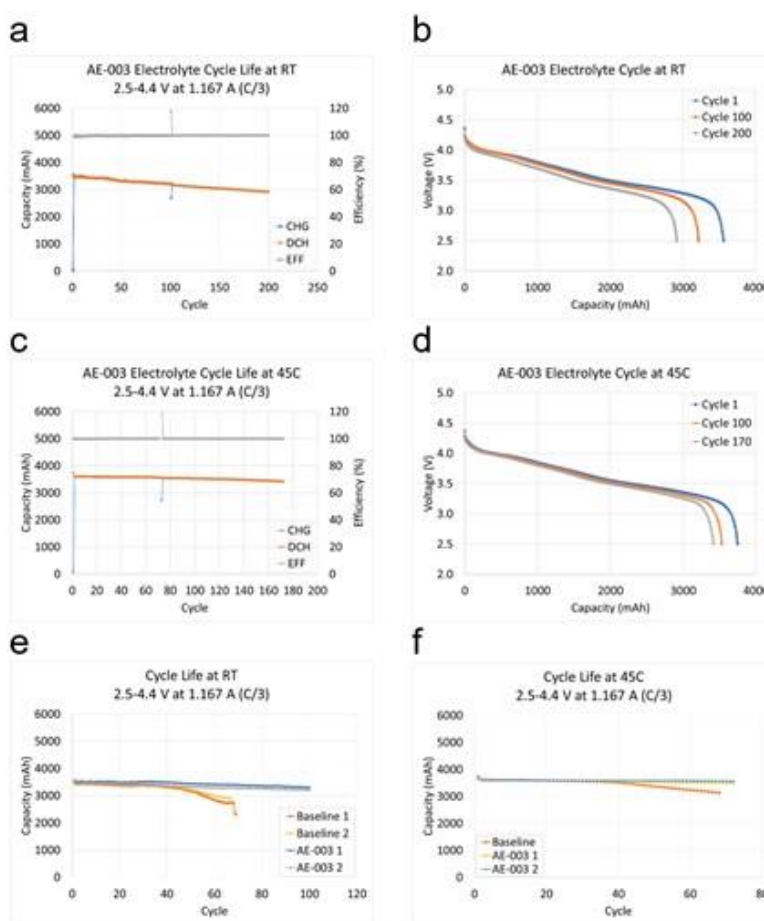 a
AE-003 Electrolyte Cycle Life at RT
2.5-4.4 V at 1.167 A (C/3)
6000
5000
4000
3000
2000
1000
0
Capacity (mAh)
120
100
80
60
40
20
0
Efficiency (%)
CHG
DCH
EFF
0 50 100 150 200 250
Cycle
b
AE-003 Electrolyte Cycle at RT
5.0
4.5
4.0
3.5
3.0
2.5
2.0
Voltage (V)
Cycle 1
Cycle 100
Cycle 200
0 1000 2000 3000 4000
Capacity (mAh)
c
AE-003 Electrolyte Cycle Life at 45C
2.5-4.4 V at 1.167 A (C/3)
6000
5000
4000
3000
2000
1000
0
Capacity (mAh)
120
100
80
60
40
20
0
Efficiency (%)
CHG
DCH
EFF
0 20 40 60 80 100 120 140 160 180 200
Cycle
d
AE-003 Electrolyte Cycle at 45C
5.0
4.5
4.0
3.5
3.0
2.5
2.0
Voltage (V)
Cycle 1
Cycle 100
Cycle 170
0 1000 2000 3000 4000
Capacity (mAh)
e
Cycle Life at RT
2.5-4.4 V at 1.167 A (C/3)
6000
5000
4000
3000
2000
1000
0
Capacity (mAh)
Baseline 1
Baseline 2
AE-003 1
AE-003 2
0 20 40 60 80 100 120
Cycle
f
Cycle Life at 45C
2.5-4.4 V at 1.167 A (C/3)
6000
5000
4000
3000
2000
1000
0
Capacity (mAh)
Baseline
AE-003 1
AE-003 2
0 20 40 60 80
Cycle